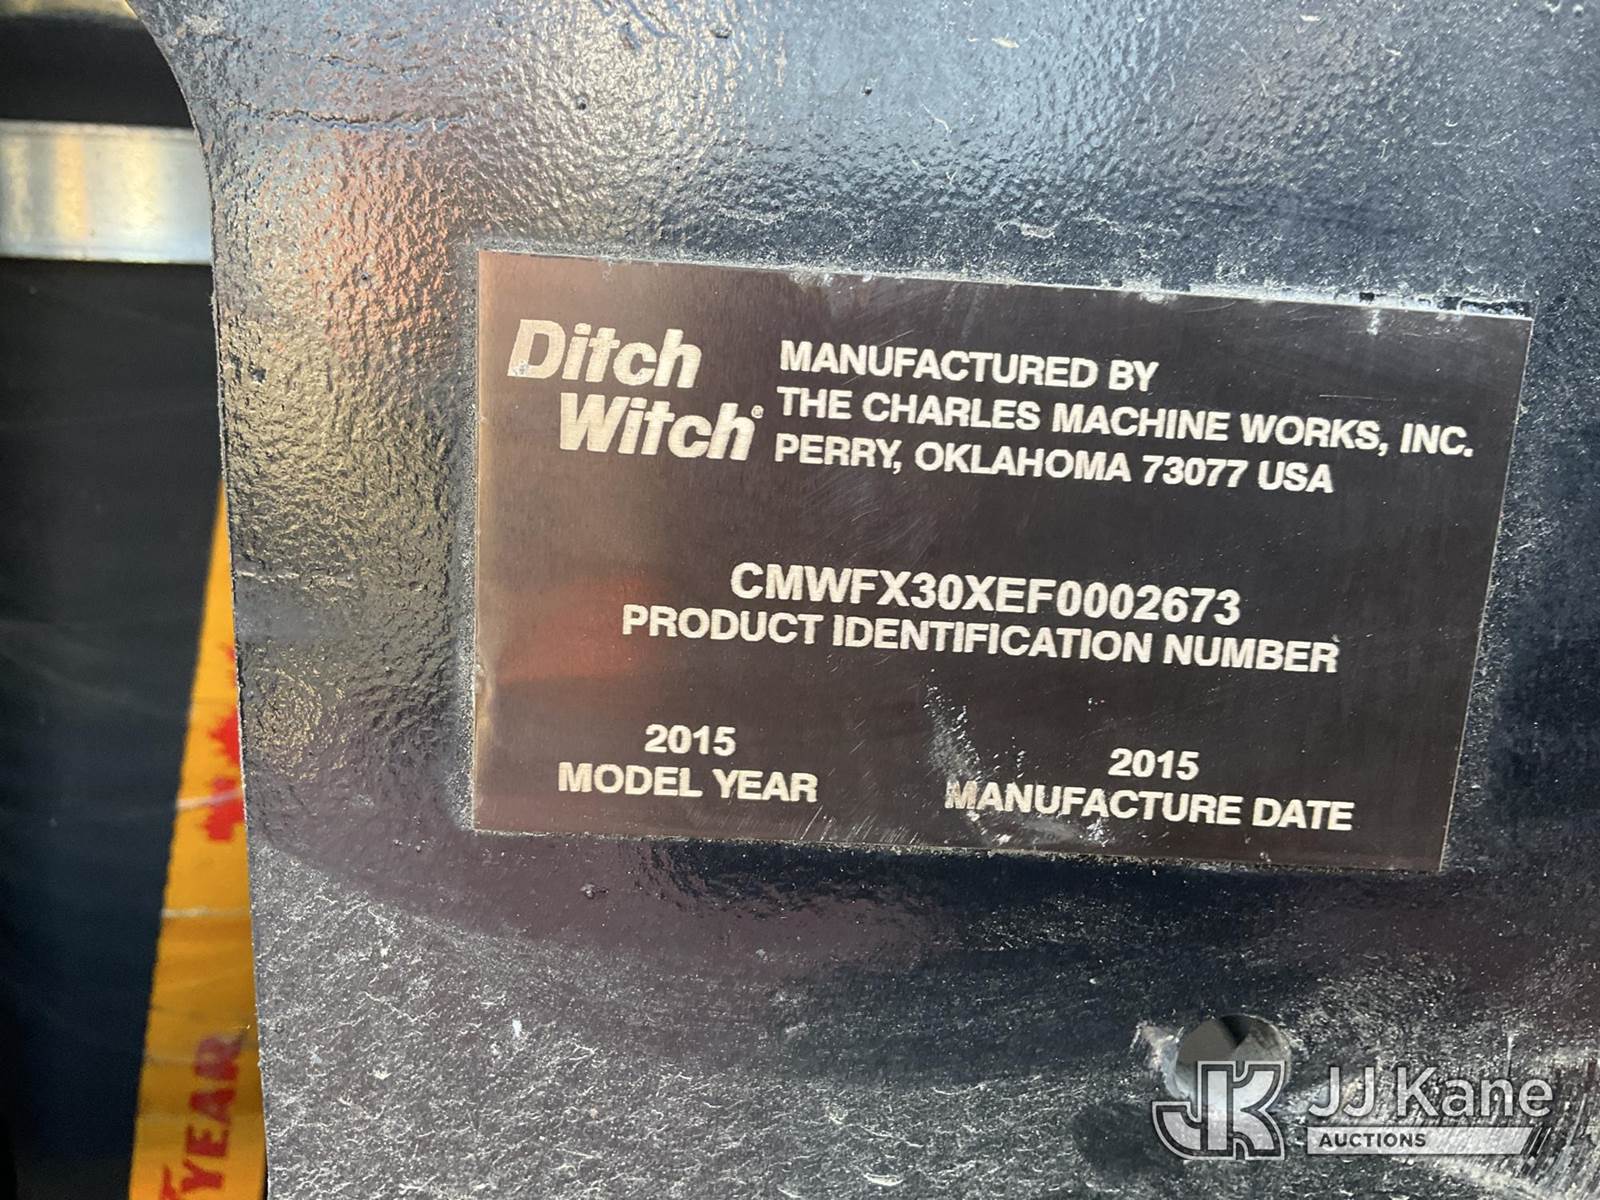 Ditch
Witch®
MANUFACTURED BY
THE CHARLES MACHINE WORKS, INC.
PERRY, OKLAHOMA 73077 USA
CMWFX30XEF0002673
PRODUCT IDENTIFICATION NUMBER
2015
MODEL YEAR
2015
MANUFACTURE DATE
YEAR
JK
JJ Kane
AUCTIONS